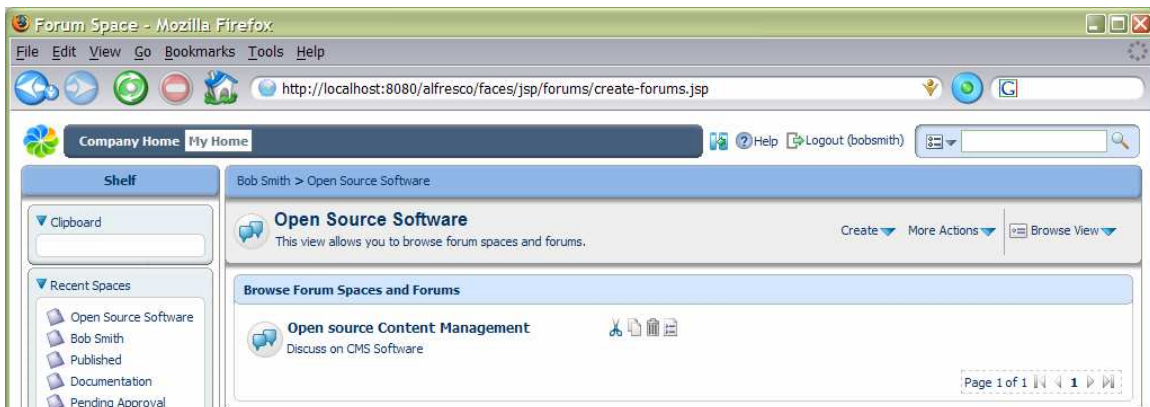 Forum Space - Mozilla Firefox
File Edit View Go Bookmarks Tools Help
http://localhost:8080/alfresco/faces/jsp/forums/create-forums.jsp
G
Company Home My Home
Help Logout (bobsmith)
Shelf
Bob Smith > Open Source Software
Clipboard
Open Source Software
This view allows you to browse forum spaces and forums.
Create More Actions Browse View
Recent Spaces
Open Source Software
Bob Smith
Published
Documentation
Pending Approval
Browse Forum Spaces and Forums
Open source Content Management
Discuss on CMS Software
Page 1 of 1 1